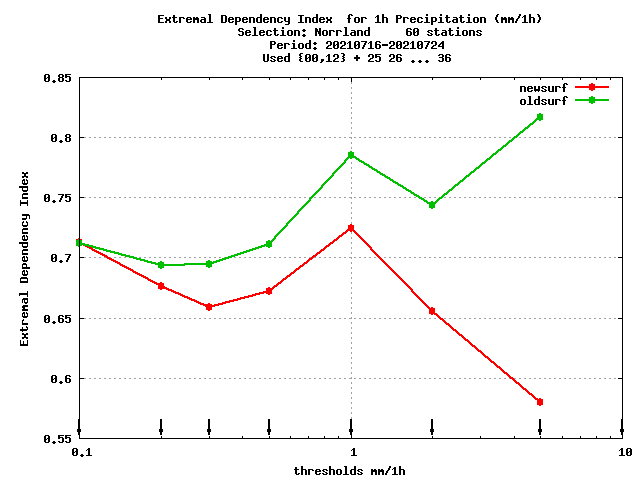 Extremal Dependency Index  for 1h Precipitation (mm/1h)
Selection: Norrland     60 stations
Period: 20210716-20210724
Used {00,12} + 25 26 ... 36
newsurf
oldsurf
0.85
0.8
0.75
0.7
0.65
0.6
0.55
Extremal Dependency Index
0.1 1 10
thresholds mm/1h